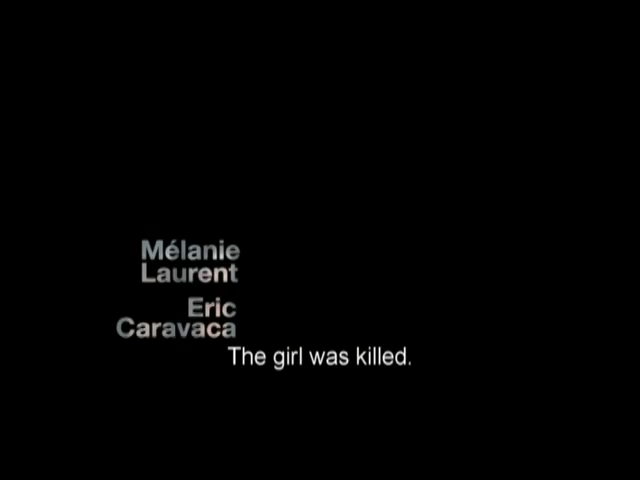 Mélanie
Laurent
Eric
Caravaca
The girl was killed.